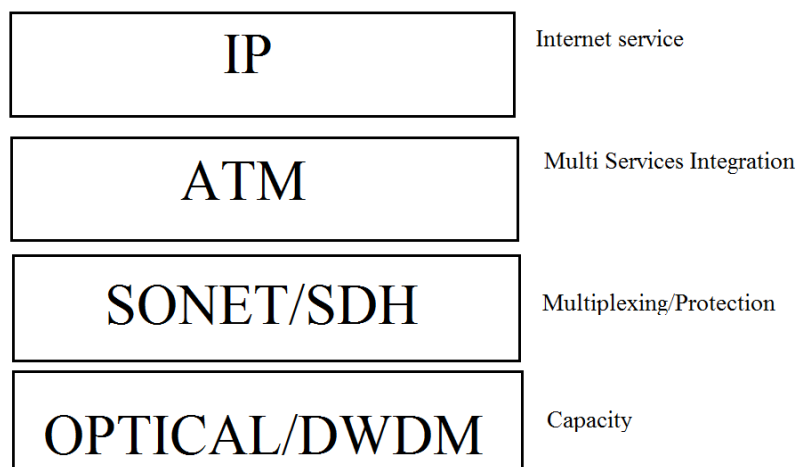 IP
Internet service
ATM
Multi Services Integration
SONET/SDH
Multiplexing/Protection
OPTICAL/DWDM
Capacity